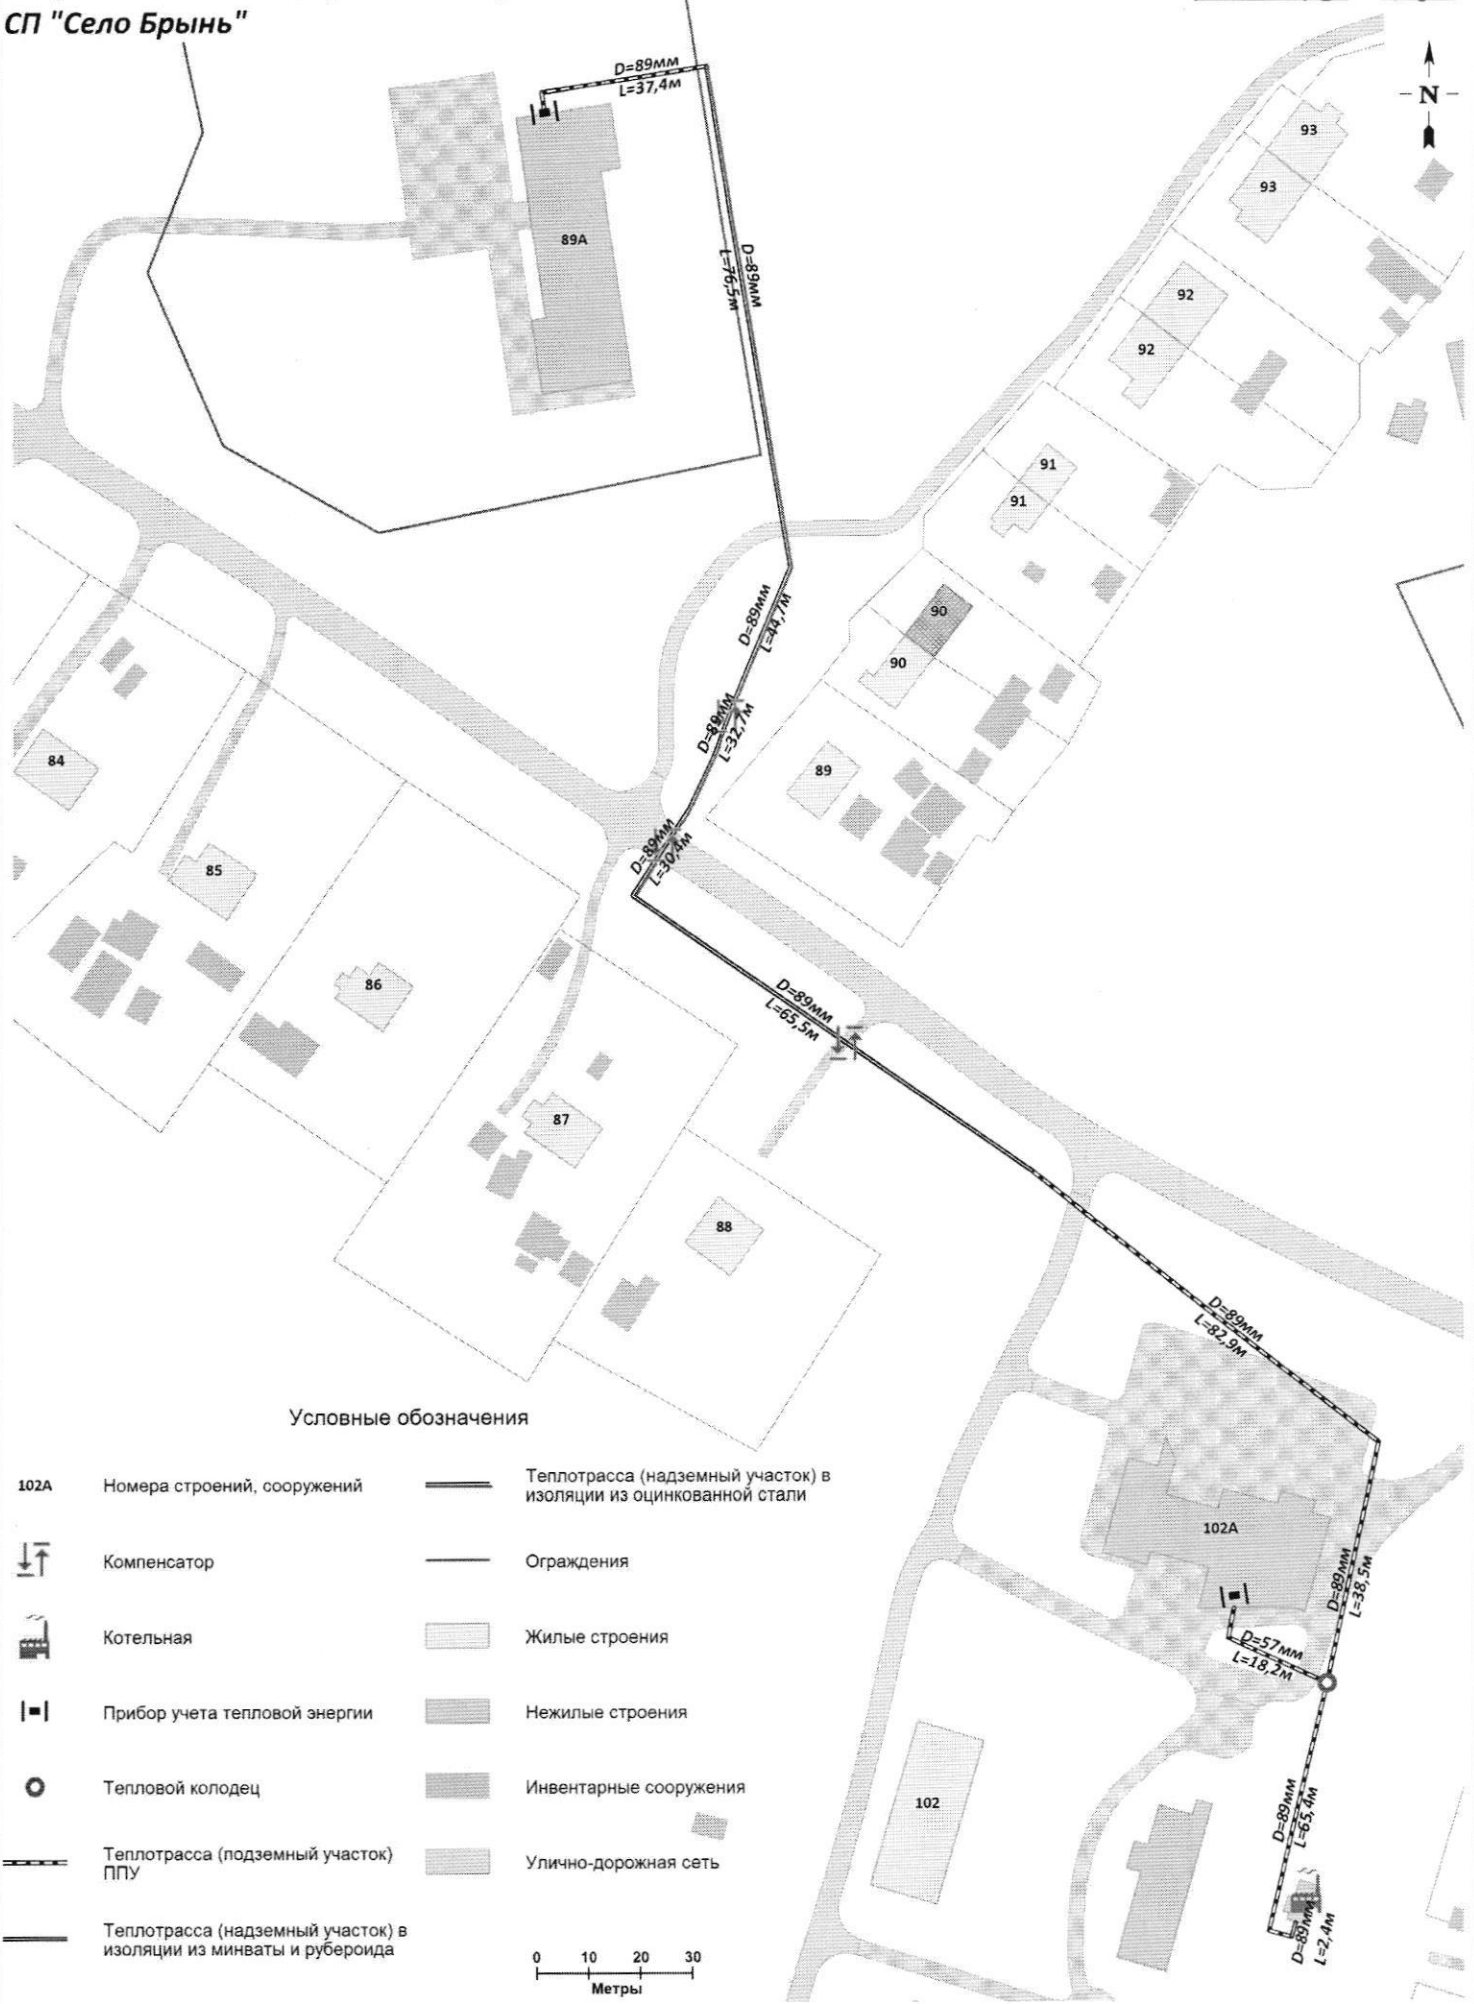 СП "Село Брынь"
N
D=89мм
L=37,4м
93
93
89А
D=89мм
L=76,5м
92
92
91
91
90
90
D=89мм
L=44,7м
D=89мм
L=32,7м
84
89
D=89мм
L=30,4м
85
86
D=89мм
L=65,5м
87
88
D=89мм
L=82,9м
102А
D=89мм
L=38,5м
D=57мм
L=18,2м
102
D=89мм
L=65,4м
D=89мм
L=2,4м
Условные обозначения
102А
Номера строений, сооружений
Компенсатор
Котельная
Прибор учета тепловой энергии
Тепловой колодец
Теплотрасса (подземный участок)
ППУ
Теплотрасса (надземный участок) в
изоляции из минваты и рубероида
Теплотрасса (надземный участок) в
изоляции из оцинкованной стали
Ограждения
Жилые строения
Нежилые строения
Инвентарные сооружения
Улично-дорожная сеть
0 10 20 30
Метры